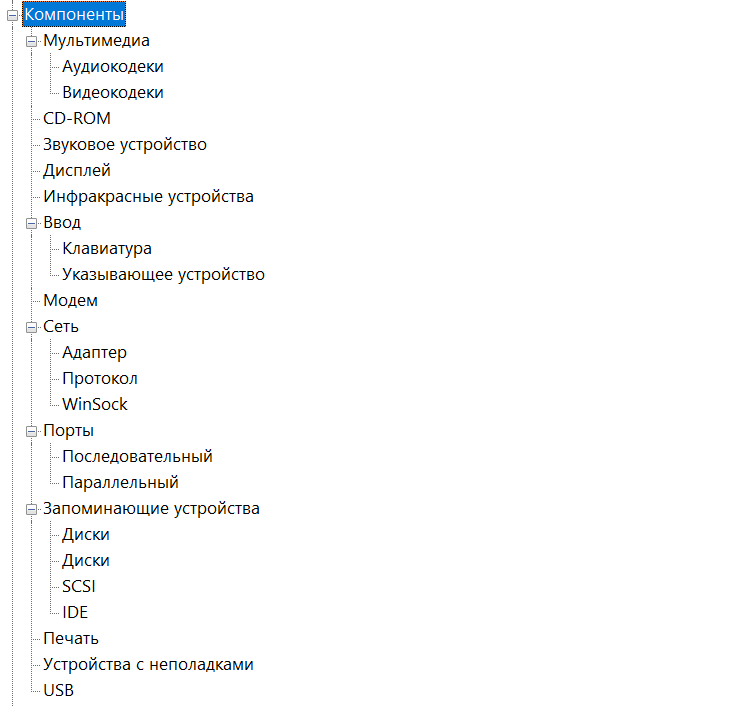 Компоненты
Мультимедиа
Аудиокодеки
Видеокодеки
CD-ROM
Звуковое устройство
Дисплей
Инфракрасные устройства
Ввод
Клавиатура
Указывающее устройство
Модем
Сеть
Адаптер
Протокол
WinSock
Порты
Последовательный
Параллельный
Запоминающие устройства
Диски
Диски
SCSI
IDE
Печать
Устройства с неполадками
USB